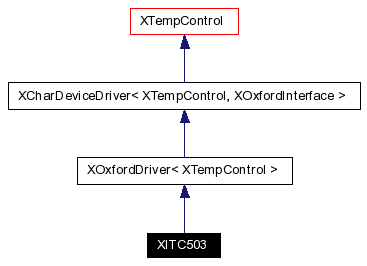 XTempControl
XCharDeviceDriver< XTempControl, XOxfordInterface >
XOxfordDriver< XTempControl >
XITC503